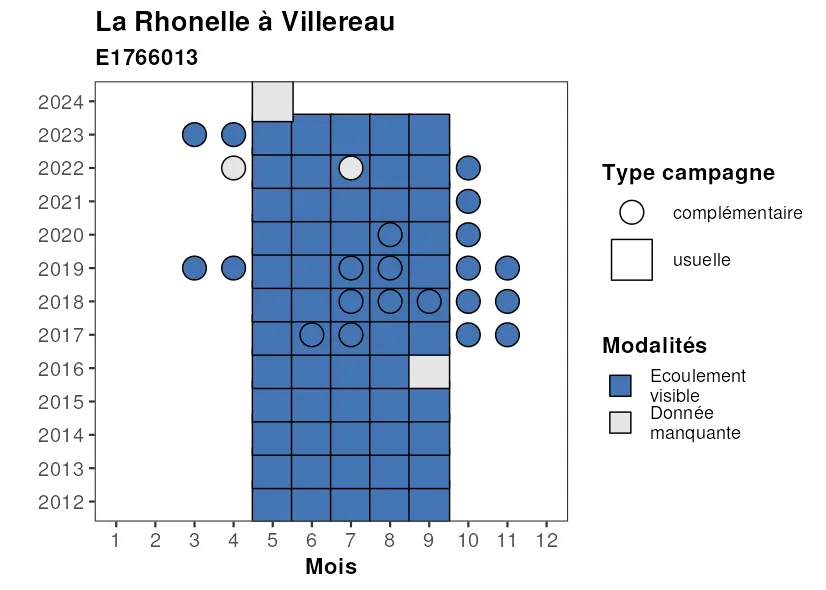 La Rhonelle à Villereau
E1766013
2024
2023
2022
2021
2020
2019
2018
2017
2016
2015
2014
2013
2012
1 2 3 4 5 6 7 8 9 10 11 12
Mois
Type campagne
complémentaire
usuelle
Modalités
Ecoulement
visible
Donnée
manquante